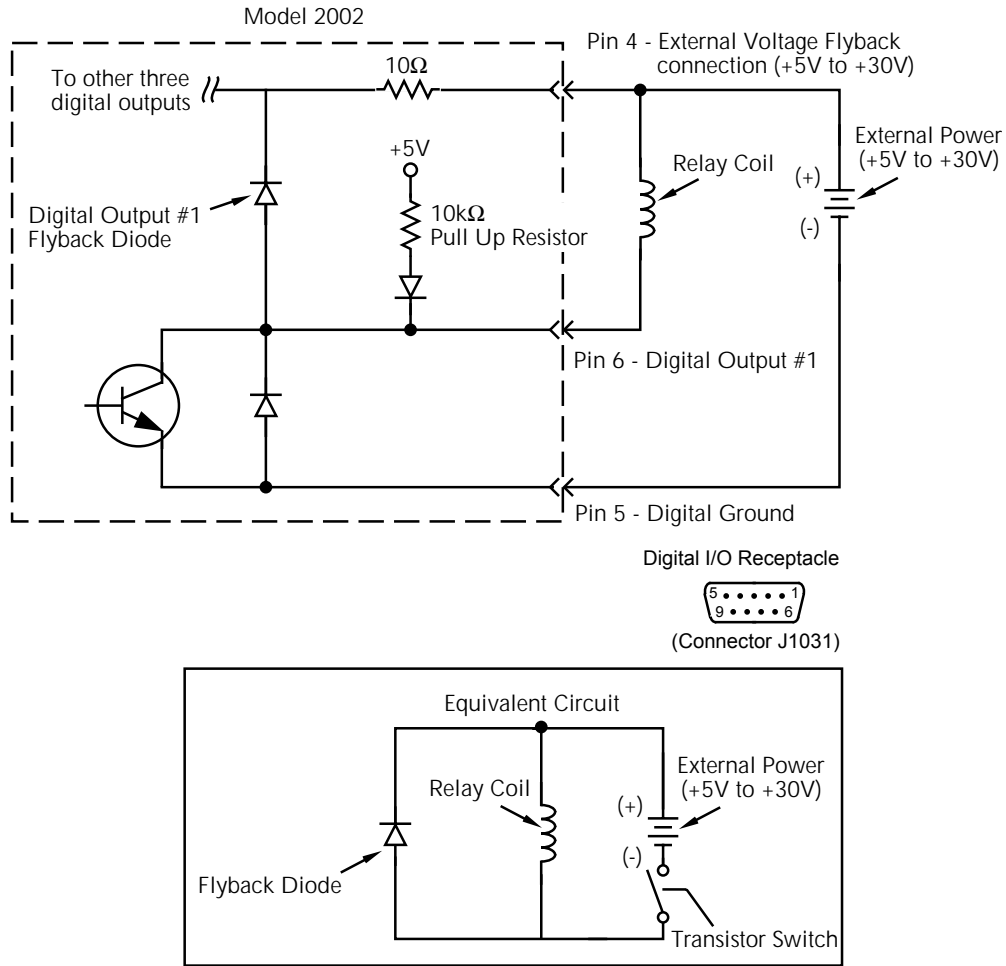 Model 2002
Pin 4 - External Voltage Flyback
connection (+5V to +30V)
To other three
digital outputs
10Ω
+5V
External Power
(+5V to +30V)
Relay Coil
(+)
(-)
Digital Output #1
Flyback Diode
10kΩ
Pull Up Resistor
Pin 6 - Digital Output #1
Pin 5 - Digital Ground
Digital I/O Receptacle
5 1
9 6
(Connector J1031)
Equivalent Circuit
External Power
(+5V to +30V)
Relay Coil
(+)
(-)
Flyback Diode
Transistor Switch